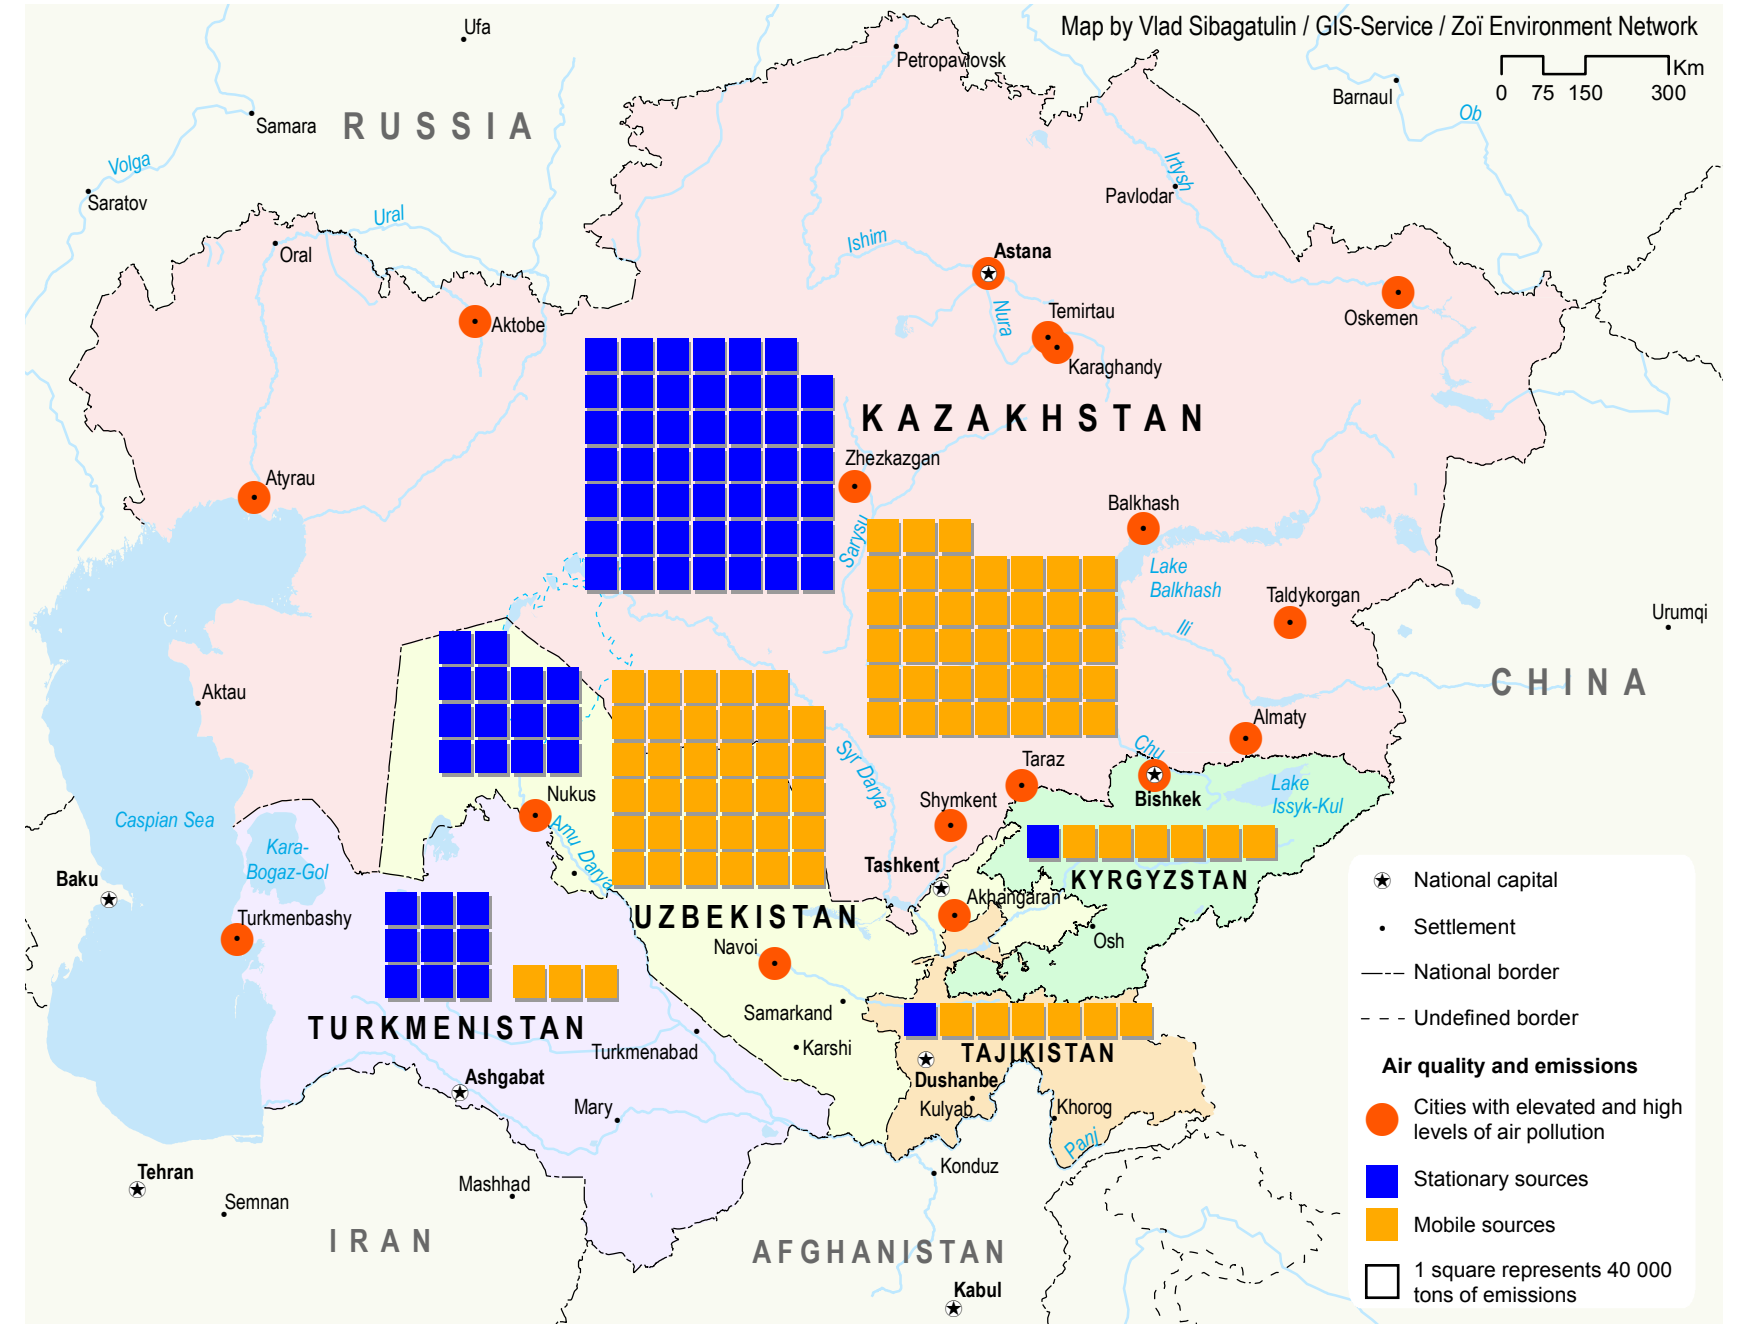 Map by Vlad Sibagatulin / GIS-Service / Zoï Environment Network
Km
0 75 150 300
Ufa
Petropavlovsk
Barnaul
Ob
Samara
RUSSIA
Volga
Irtysh
Pavlodar
Saratov
Ural
Oral
Ishim
Astana
Nura
Temirtau
Oskemen
Aktobe
Karaghandy
KAZAKHSTAN
Zhezkazgan
Atyrau
Balkhash
Sarysu
Lake
Balkhash
Taldykorgan
Urumqi
Ili
CHINA
Aktau
Almaty
Chu
Syr Darya
Taraz
Lake
Issyk-Kul
Bishkek
Nukus
Shymkent
Caspian Sea
Amu Darya
Kara-
Bogaz-Gol
Tashkent
KYRGYZSTAN
Baku
Akhangaran
Turkmenbashy
UZBEKISTAN
Osh
Navoi
Samarkand
TURKMENISTAN
Turkmenabad
Karshi
TAJIKISTAN
Ashgabat
Dushanbe
Mary
Kulyab
Khorog
Panj
Tehran
Konduz
Mashhad
Semnan
IRAN
AFGHANISTAN
Kabul
National capital
Settlement
National border
Undefined border
Air quality and emissions
Cities with elevated and high
levels of air pollution
Stationary sources
Mobile sources
1 square represents 40 000
tons of emissions